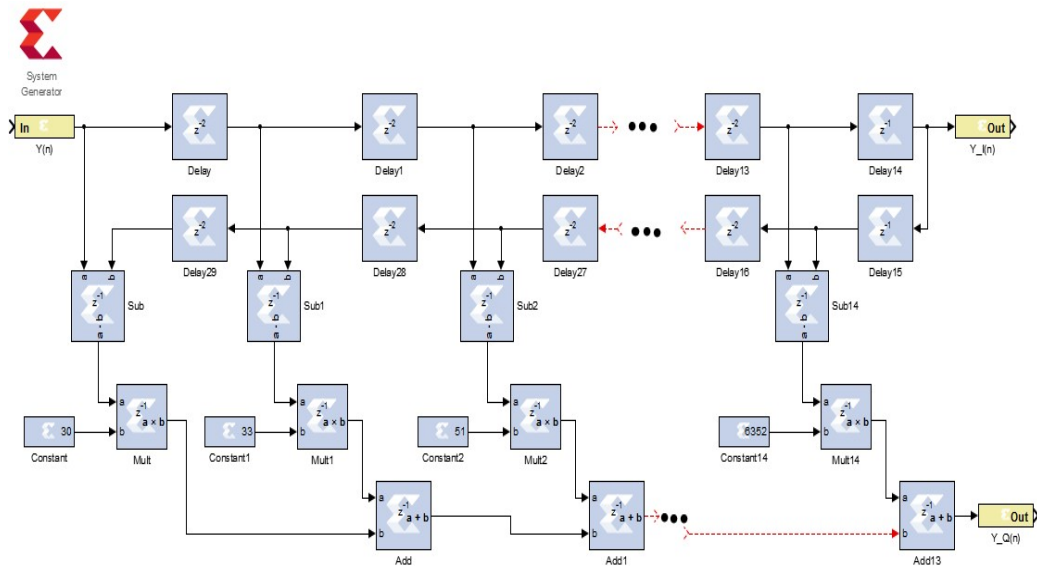 System
Generator
In
Y(n)
z⁻²
Delay
z⁻²
Delay1
z⁻²
Delay2
z⁻²
Delay13
z⁻¹
Delay14
Out
Y_I(n)
z⁻²
Delay29
z⁻²
Delay28
z⁻²
Delay27
z⁻²
Delay16
z⁻¹
Delay15
a b
z⁻¹
a - b
Sub
a b
z⁻¹
a - b
Sub1
a b
z⁻¹
a - b
Sub2
a b
z⁻¹
a - b
Sub14
30
Constant
a
b
z⁻¹
a × b
Mult
33
Constant1
a
b
z⁻¹
a × b
Mult1
51
Constant2
a
b
z⁻¹
a × b
Mult2
6352
Constant14
a
b
z⁻¹
a × b
Mult14
a
b
z⁻¹
a + b
Add
a
b
z⁻¹
a + b
Add1
a
b
z⁻¹
a + b
Add13
Out
Y_Q(n)